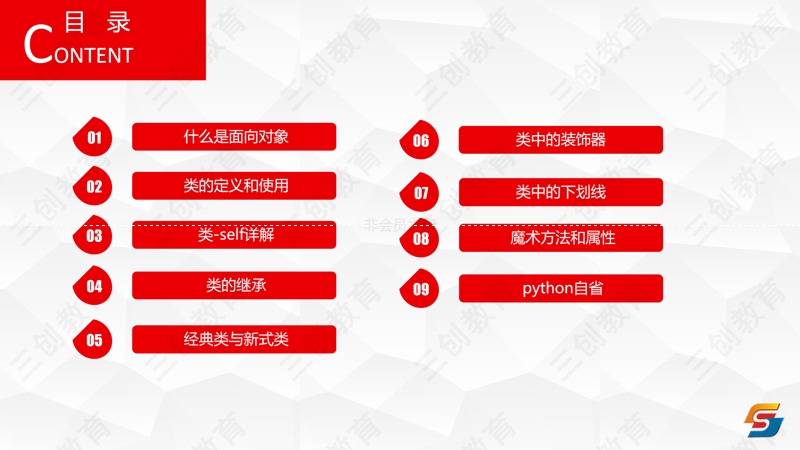 目 录
CONTENT
01 什么是面向对象
02 类的定义和使用
03 类-self详解
04 类的继承
05 经典类与新式类
06 类中的装饰器
07 类中的下划线
08 魔术方法和属性
09 python自省
非会员
三创教育